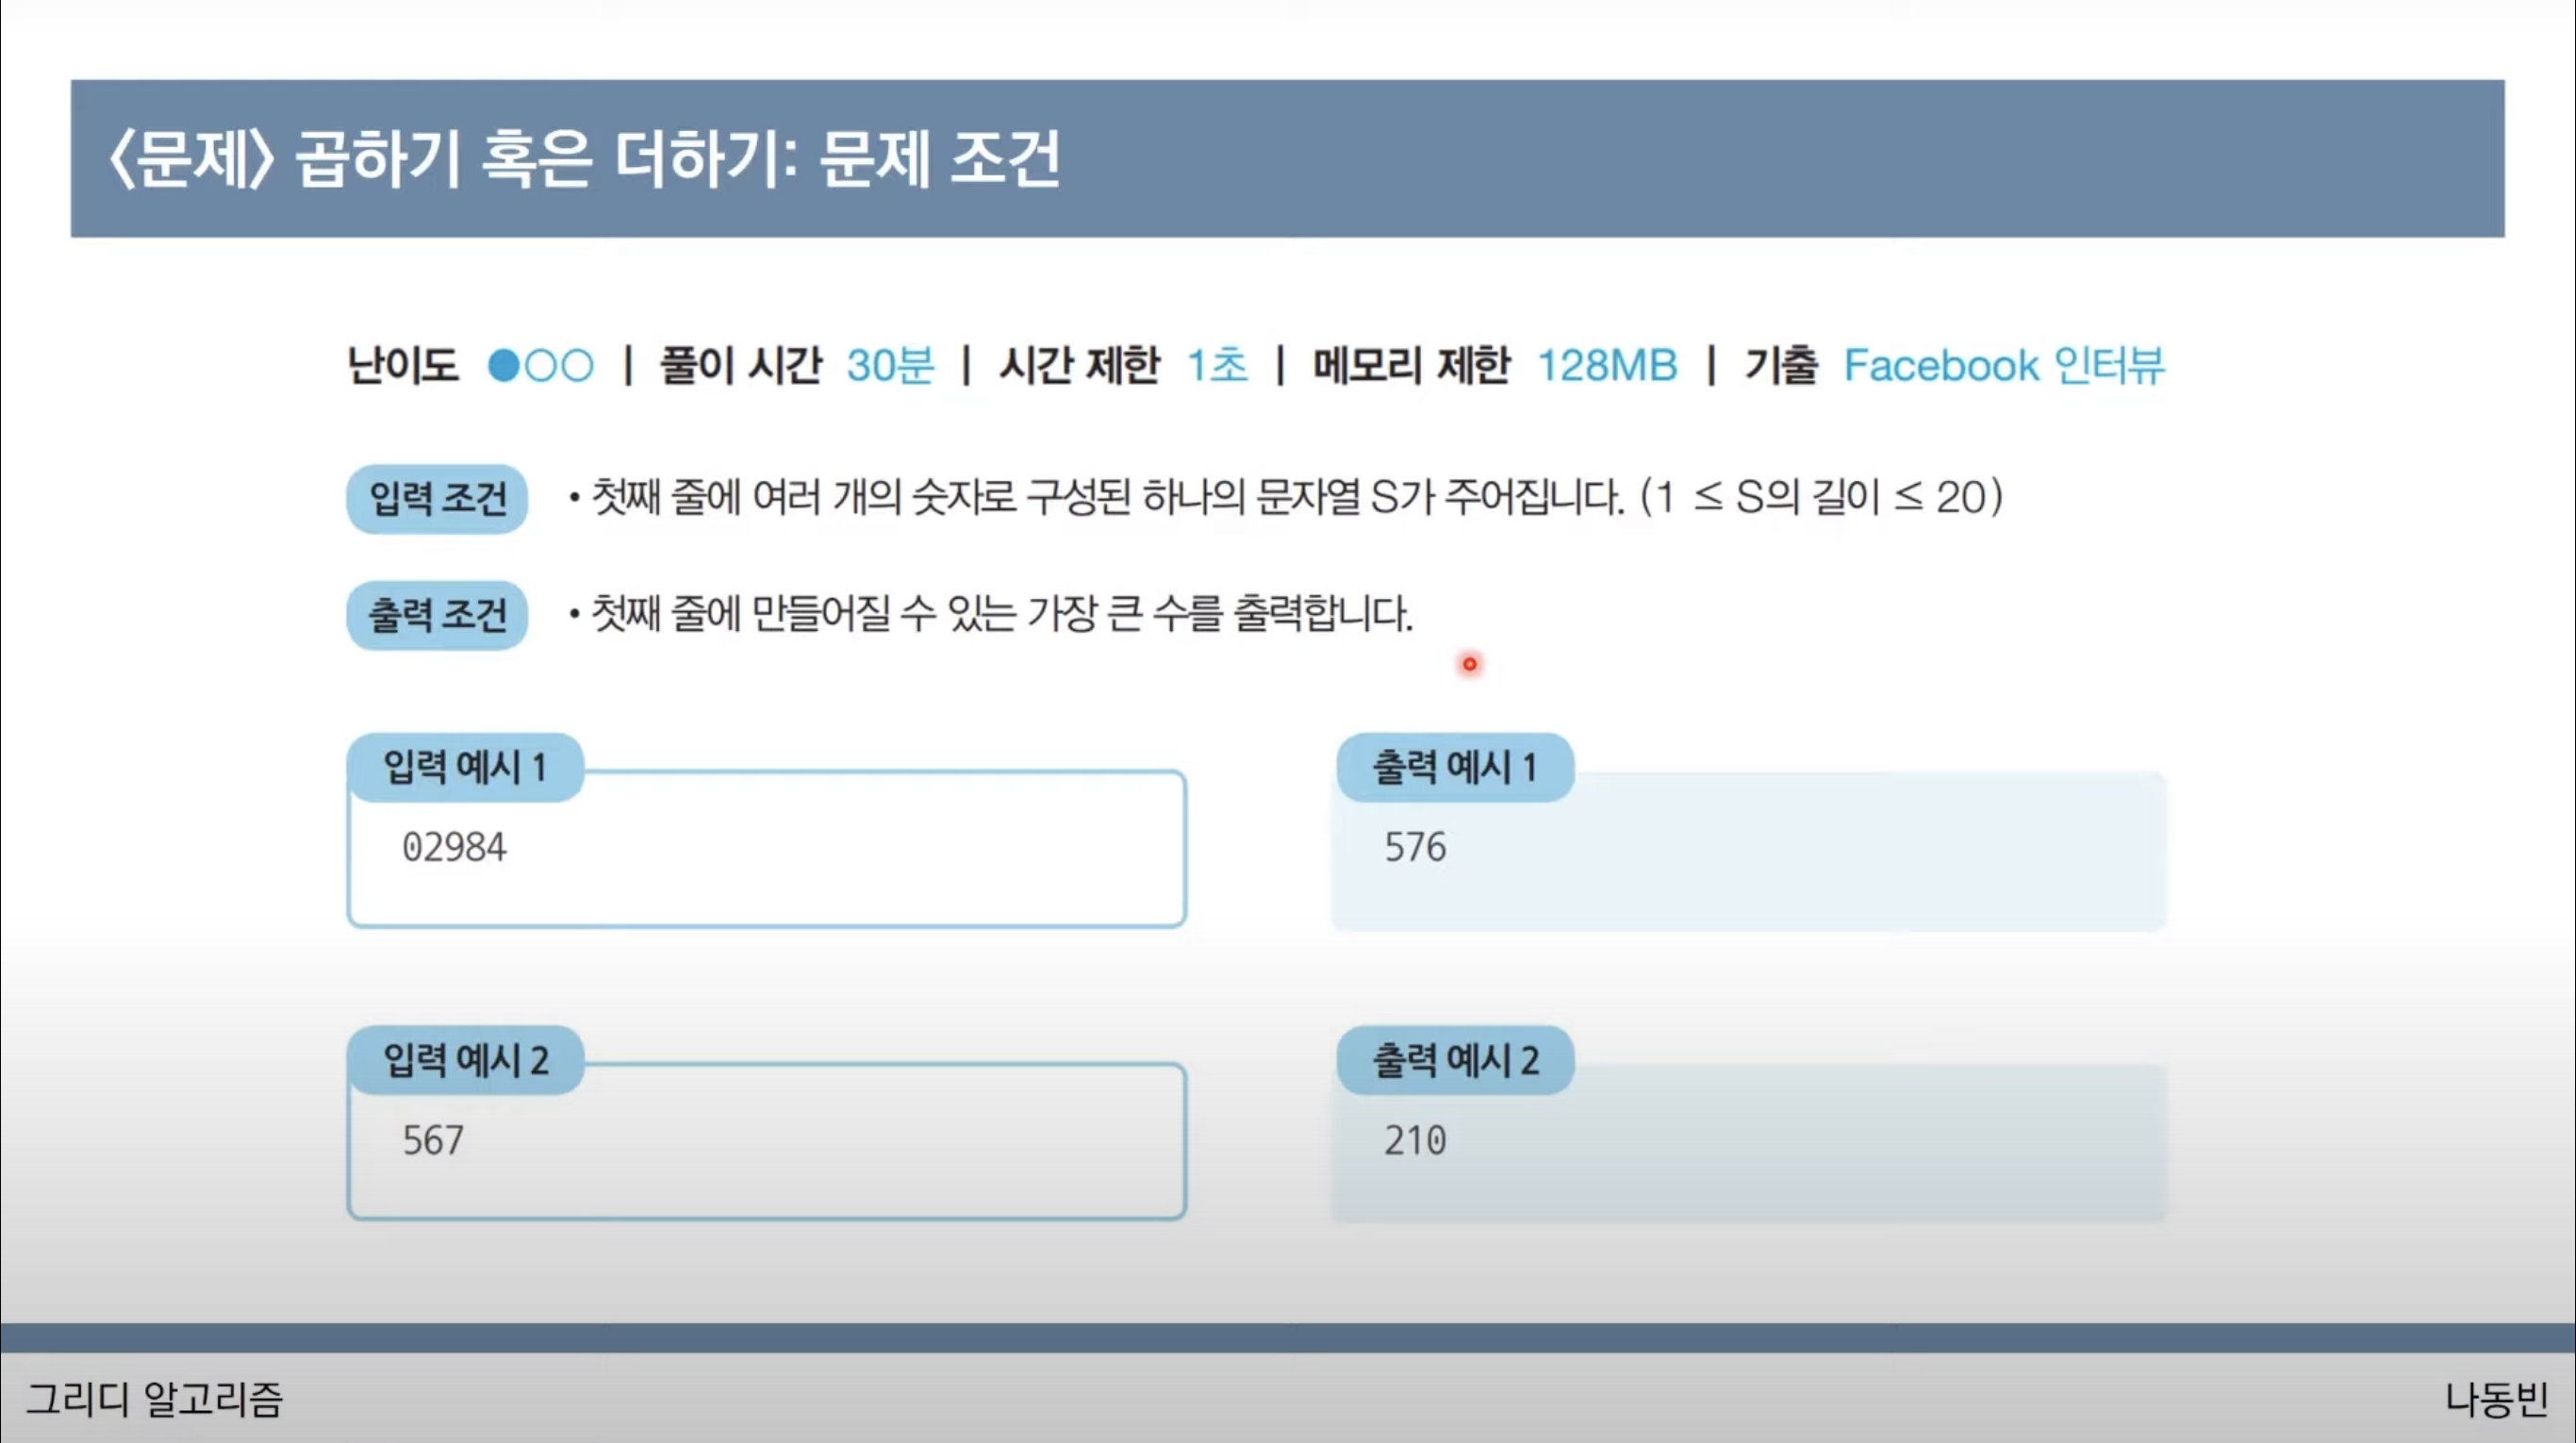 〈문제〉 곱하기 혹은 더하기: 문제 조건
난이도 ●○○ | 풀이 시간 30분 | 시간 제한 1초 | 메모리 제한 128MB | 기출 Facebook 인터뷰
입력 조건 • 첫째 줄에 여러 개의 숫자로 구성된 하나의 문자열 S가 주어집니다. (1 ≤ S의 길이 ≤ 20)
출력 조건 • 첫째 줄에 만들어질 수 있는 가장 큰 수를 출력합니다.
입력 예시 1
02984
출력 예시 1
576
입력 예시 2
567
출력 예시 2
210
그리디 알고리즘
나동빈